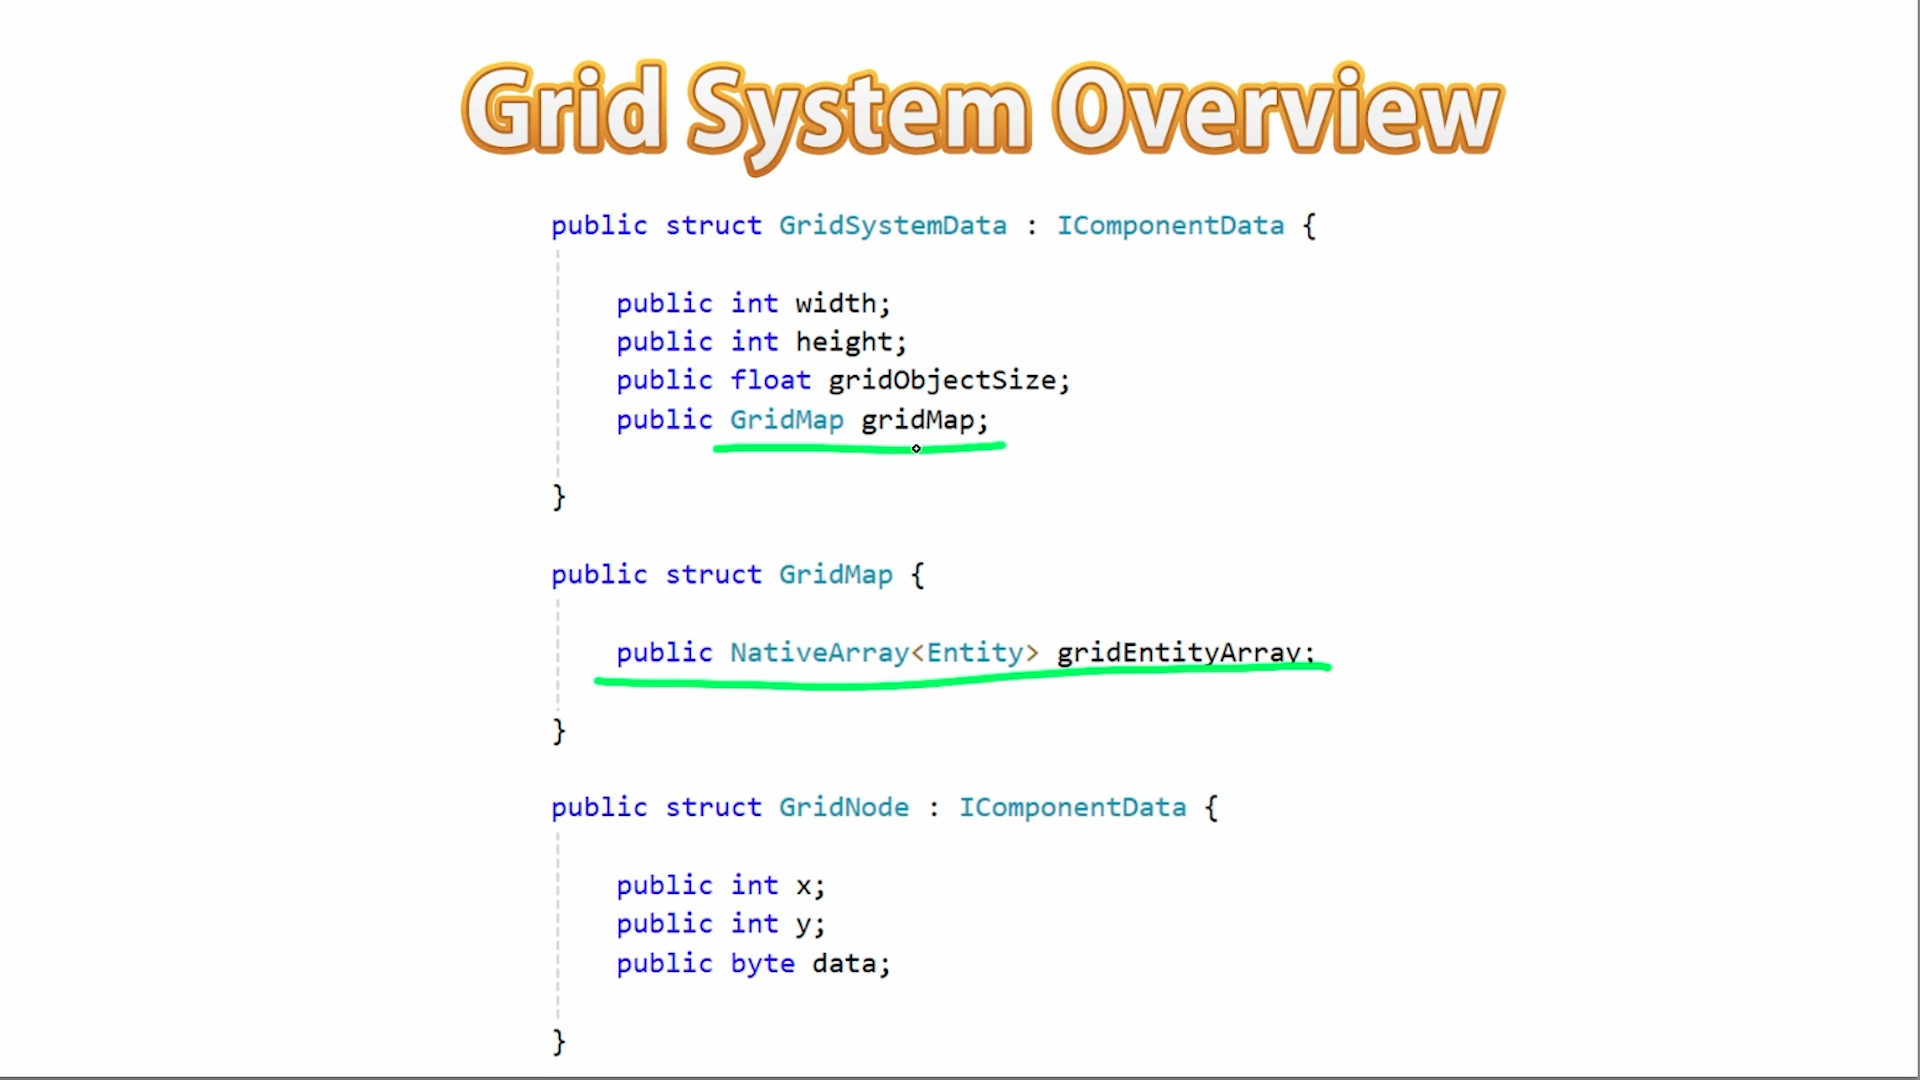 Grid System Overview
public struct GridSystemData : IComponentData {
public int width;
public int height;
public float gridObjectSize;
public GridMap gridMap;
}
public struct GridMap {
public NativeArray<Entity> gridEntityArray;
}
public struct GridNode : IComponentData {
public int x;
public int y;
public byte data;
}